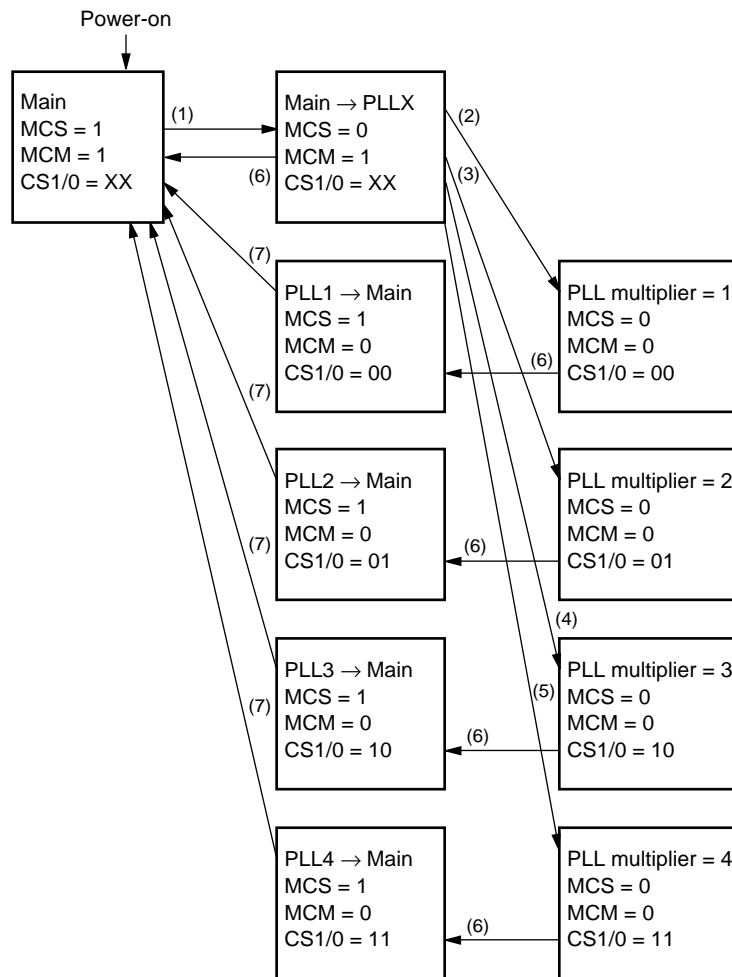 Power-on
Main
MCS = 1
MCM = 1
CS1/0 = XX
(1)
(6)
Main → PLLX
MCS = 0
MCM = 1
CS1/0 = XX
(2)
(3)
(7)
PLL1 → Main
MCS = 1
MCM = 0
CS1/0 = 00
(6)
PLL multiplier = 1
MCS = 0
MCM = 0
CS1/0 = 00
(7)
PLL2 → Main
MCS = 1
MCM = 0
CS1/0 = 01
(6)
PLL multiplier = 2
MCS = 0
MCM = 0
CS1/0 = 01
(7)
(4)
PLL3 → Main
MCS = 1
MCM = 0
CS1/0 = 10
(5)
(6)
PLL multiplier = 3
MCS = 0
MCM = 0
CS1/0 = 10
(7)
PLL4 → Main
MCS = 1
MCM = 0
CS1/0 = 11
(6)
PLL multiplier = 4
MCS = 0
MCM = 0
CS1/0 = 11